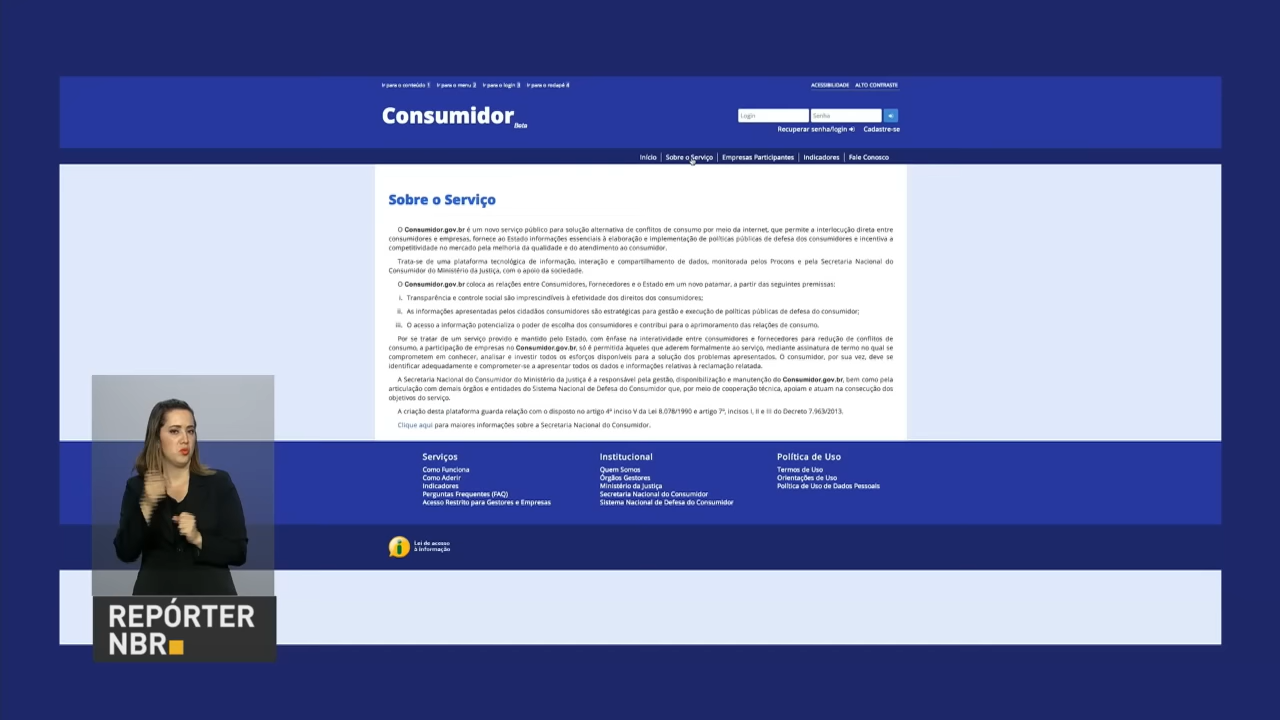 Ir para o conteúdo 1 Ir para o menu 2 Ir para o login 3 Ir para o rodapé 4
ACESSIBILIDADE ALTO CONTRASTE
Consumidor
Beta
Login Senha
Recuperar senha/login Cadastre-se
Início Sobre o Serviço Empresas Participantes Indicadores Fale Conosco
Sobre o Serviço
O Consumidor.gov.br é um novo serviço público para solução alternativa de conflitos de consumo por meio da internet, que permite a interlocução direta entre
consumidores e empresas, fornece ao Estado informações essenciais à elaboração e implementação de políticas públicas de defesa dos consumidores e incentiva a
competitividade no mercado pela melhoria da qualidade e do atendimento ao consumidor.
Trata-se de uma plataforma tecnológica de informação, interação e compartilhamento de dados, monitorada pelos Procons e pela Secretaria Nacional do
Consumidor do Ministério da Justiça, com o apoio da sociedade.
O Consumidor.gov.br coloca as relações entre Consumidores, Fornecedores e o Estado em um novo patamar, a partir das seguintes premissas:
i. Transparência e controle social são imprescindíveis à efetividade dos direitos dos consumidores;
ii. As informações apresentadas pelos cidadãos consumidores são estratégicas para gestão e execução de políticas públicas de defesa do consumidor;
iii. O acesso a informação potencializa o poder de escolha dos consumidores e contribui para o aprimoramento das relações de consumo.
Por se tratar de um serviço provido e mantido pelo Estado, com ênfase na interatividade entre consumidores e fornecedores para redução de conflitos de
consumo, a participação de empresas no Consumidor.gov.br, só é permitida àqueles que aderem formalmente ao serviço, mediante assinatura de termo no qual se
comprometem em conhecer, analisar e investir todos os esforços disponíveis para a solução dos problemas apresentados. O consumidor, por sua vez, deve se
identificar adequadamente e comprometer-se a apresentar todos os dados e informações relativas à reclamação relatada.
A Secretaria Nacional do Consumidor do Ministério da Justiça é a responsável pela gestão, disponibilização e manutenção do Consumidor.gov.br, bem como pela
articulação com demais órgãos e entidades do Sistema Nacional de Defesa do Consumidor que, por meio de cooperação técnica, apoiam e atuam na consecução dos
objetivos do serviço.
A criação desta plataforma guarda relação com o disposto no artigo 4º inciso V da Lei 8.078/1990 e artigo 7º, incisos I, II e III do Decreto 7.963/2013.
Clique aqui para maiores informações sobre a Secretaria Nacional do Consumidor.
Serviços Institucional Política de Uso
Como Funciona Quem Somos Termos de Uso
Como Aderir Órgãos Gestores Orientações de Uso
Indicadores Ministério da Justiça Política de Uso de Dados Pessoais
Perguntas Frequentes (FAQ) Secretaria Nacional do Consumidor
Acesso Restrito para Gestores e Empresas Sistema Nacional de Defesa do Consumidor
Lei de acesso
à Informação
REPÓRTER
NBR